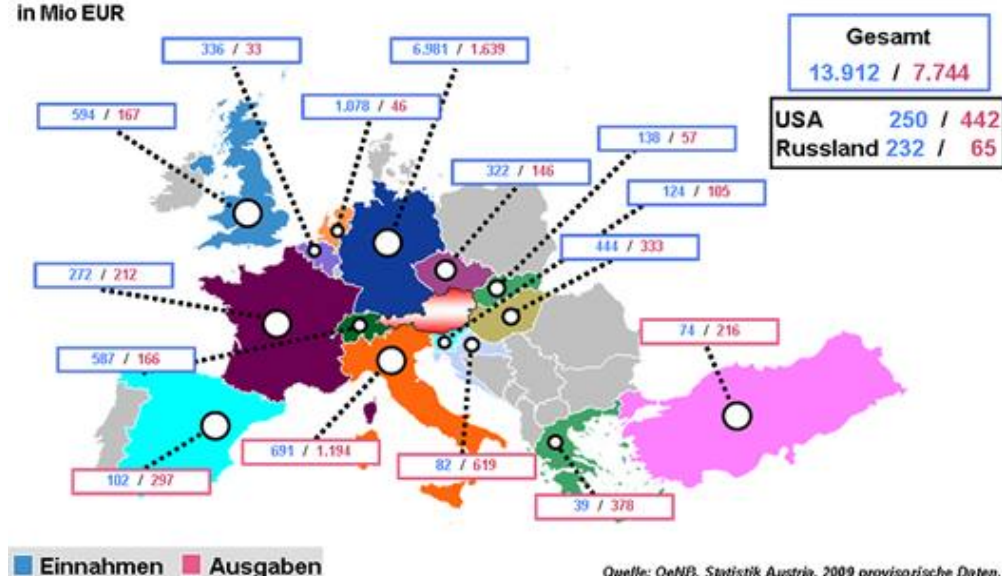 in Mio EUR
336 / 33
6.981 / 1.639
Gesamt
13.912 / 7.744
594 / 167
1.078 / 46
USA 250 / 442
Russland 232 / 65
138 / 57
322 / 146
124 / 105
444 / 333
272 / 212
74 / 216
587 / 166
691 / 1.194
82 / 619
102 / 297
39 / 378
Einnahmen Ausgaben
Quelle: OeNB, Statistik Austria, 2009 provisorische Daten.